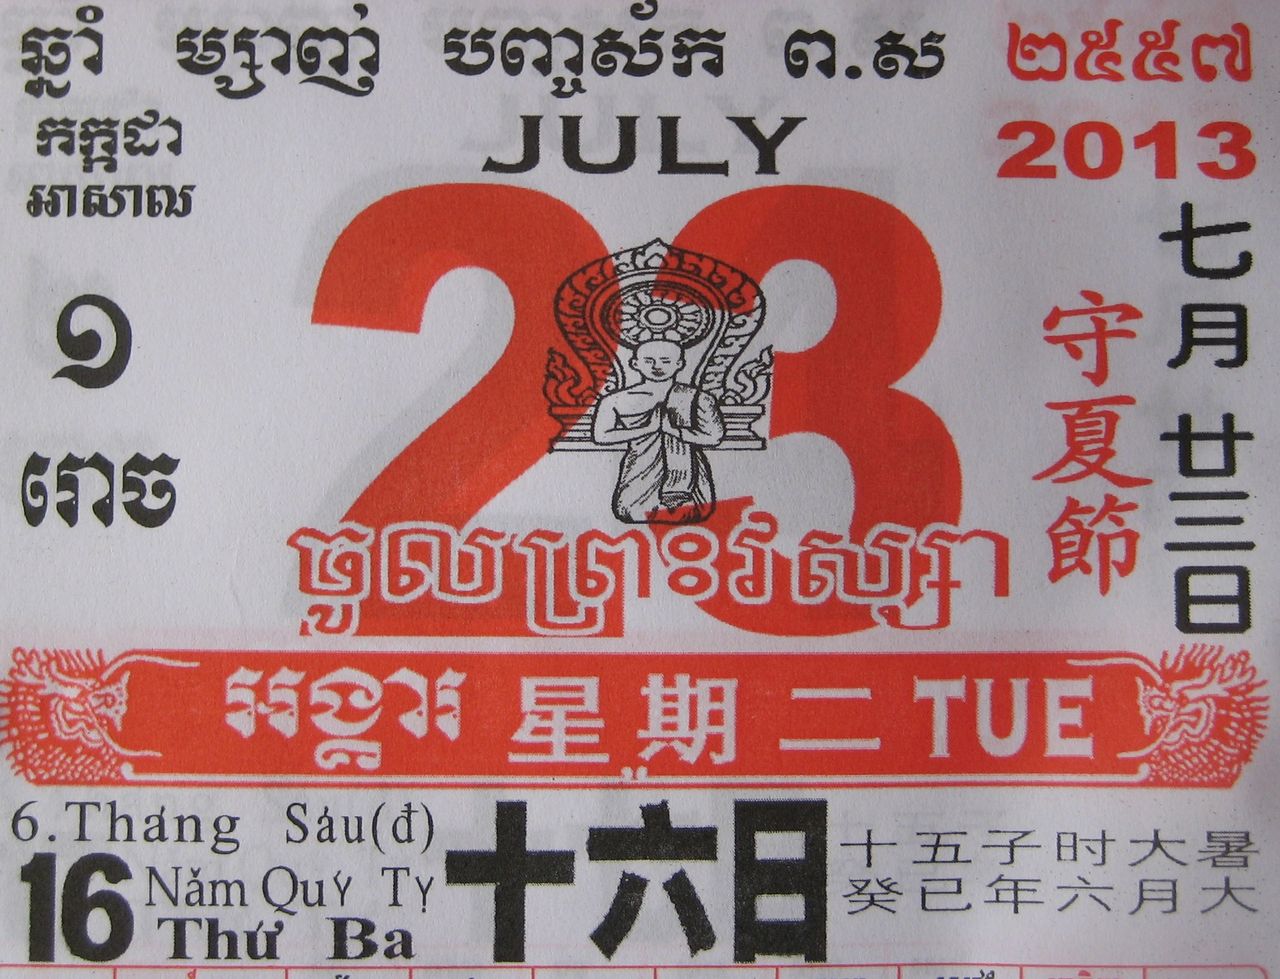 ឆ្នាំ ម្សាញ់ បញ្ចស័ក ព.ស ២៥៥៧
កក្កដា
JULY
2013
អាសាឍ
១
រោច
23
七月廿三日
守夏節
ចូលព្រះវស្សា
អង្គារ 星期二 TUE
6.Tháng Sáu(đ)
16
Năm Quý Tỵ
Thứ Ba
十六日
十五子时大暑
癸巳年六月大